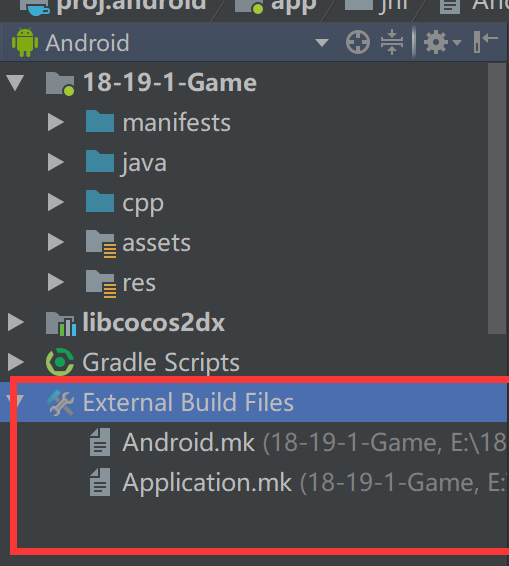 proj.android app jni
Android
18-19-1-Game
manifests
java
cpp
assets
res
libcocos2dx
Gradle Scripts
External Build Files
Android.mk (18-19-1-Game, E:\18
Application.mk (18-19-1-Game, E: